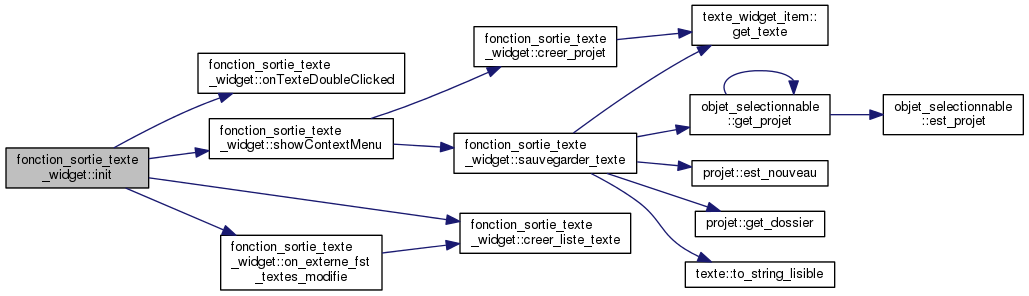 fonction_sortie_texte
_widget::init
fonction_sortie_texte
_widget::onTexteDoubleClicked
fonction_sortie_texte
_widget::showContextMenu
fonction_sortie_texte
_widget::on_externe_fst
_textes_modifie
fonction_sortie_texte
_widget::creer_projet
fonction_sortie_texte
_widget::sauvegarder_texte
fonction_sortie_texte
_widget::creer_liste_texte
texte_widget_item::
get_texte
objet_selectionnable
::get_projet
projet::est_nouveau
projet::get_dossier
texte::to_string_lisible
objet_selectionnable
::est_projet